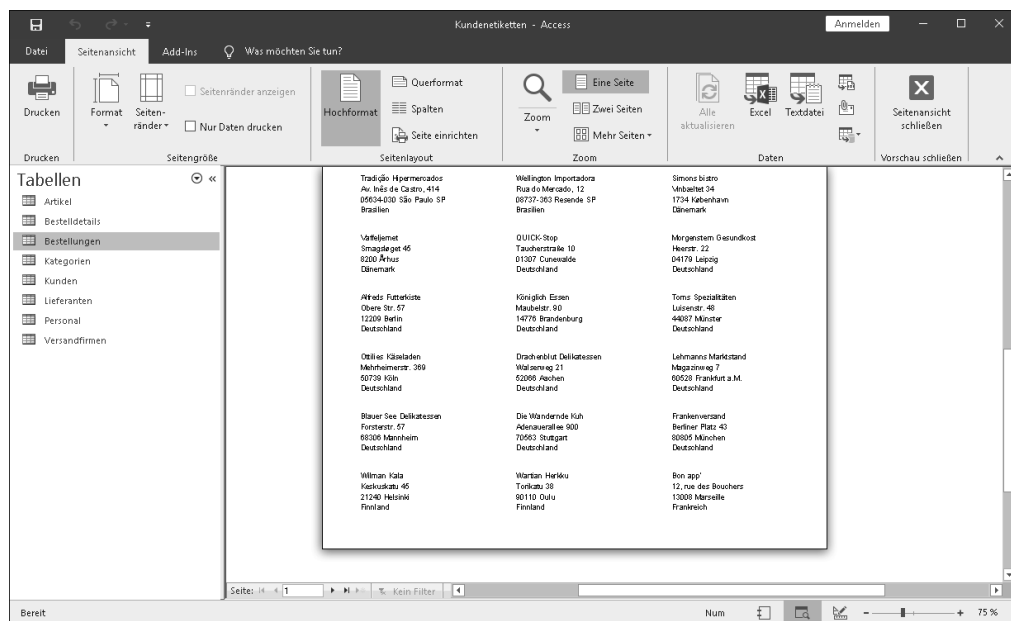 Kundenetiketten - Access
Anmelden
Datei Seitenansicht Add-Ins Was möchten Sie tun?
Drucken
Format
Seiten-
ränder
Seitenränder anzeigen
Nur Daten drucken
Hochformat
Querformat
Spalten
Seite einrichten
Zoom
Eine Seite
Zwei Seiten
Mehr Seiten
Alle
aktualisieren
Excel
Textdatei
Seitenansicht
schließen
Drucken Seitengröße Seitenlayout Zoom Daten Vorschau schließen
Tabellen
Artikel
Bestelldetails
Bestellungen
Kategorien
Kunden
Lieferanten
Personal
Versandfirmen
Tradição Hipermercados
Av. Inês de Castro, 414
05634-030 São Paulo SP
Brasilien
Wellington Importadora
Rua do Mercado, 12
08737-363 Resende SP
Brasilien
Simons bistro
Vinbæltet 34
1734 København
Dänemark
Vaffeljernet
Smagsløget 45
8200 Århus
Dänemark
QUICK-Stop
Taucherstraße 10
01307 Cunewalde
Deutschland
Morgenstern Gesundkost
Heerstr. 22
04179 Leipzig
Deutschland
Alfreds Futterkiste
Obere Str. 57
12209 Berlin
Deutschland
Königlich Essen
Maubelstr. 90
14776 Brandenburg
Deutschland
Toms Spezialitäten
Luisenstr. 48
44087 Münster
Deutschland
Ottilies Käseladen
Mehrheimerstr. 369
50739 Köln
Deutschland
Drachenblut Delikatessen
Walserweg 21
52066 Aachen
Deutschland
Lehmanns Marktstand
Magazinweg 7
60528 Frankfurt a.M.
Deutschland
Blauer See Delikatessen
Forsterstr. 57
68306 Mannheim
Deutschland
Die Wandernde Kuh
Adenauerallee 900
70563 Stuttgart
Deutschland
Frankenversand
Berliner Platz 43
80805 München
Deutschland
Wilman Kala
Keskuskatu 45
21240 Helsinki
Finnland
Wartian Herkku
Torikatu 38
90110 Oulu
Finnland
Bon app'
12, rue des Bouchers
13008 Marseille
Frankreich
Seite: 1 Kein Filter
Bereit Num 75 %